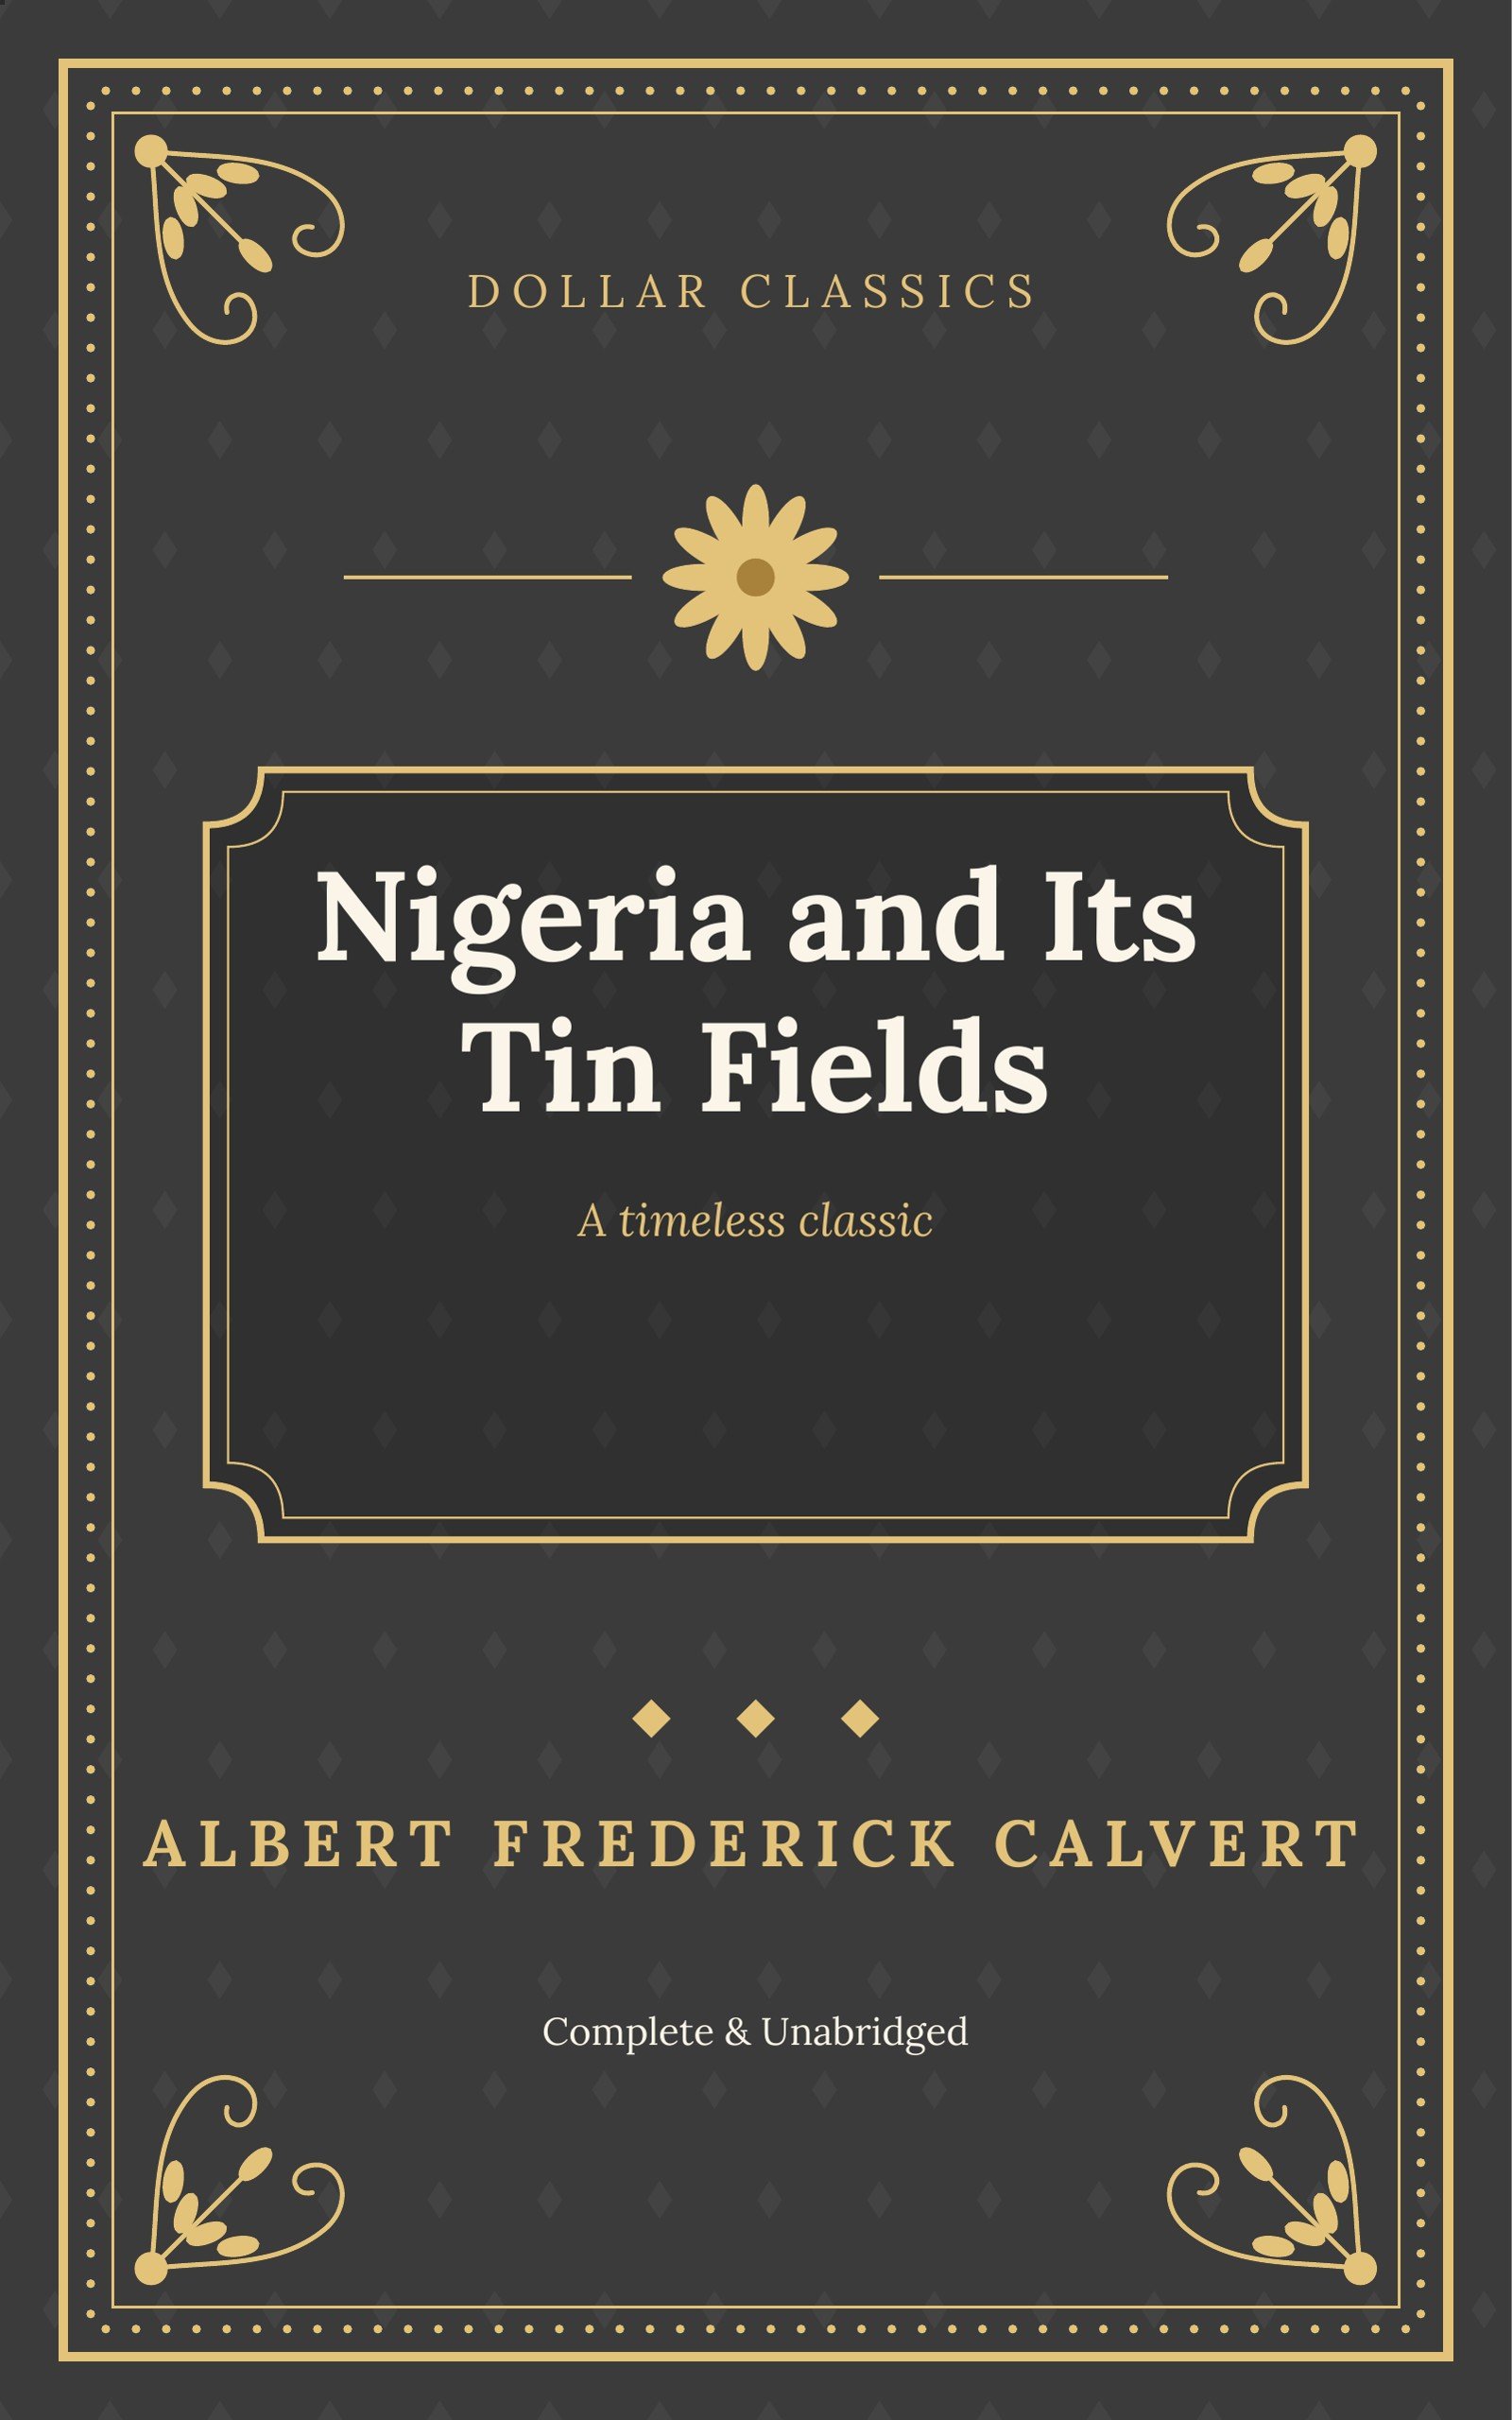 DOLLAR CLASSICS
Nigeria and Its
Tin Fields
A timeless classic
ALBERT FREDERICK CALVERT
Complete & Unabridged